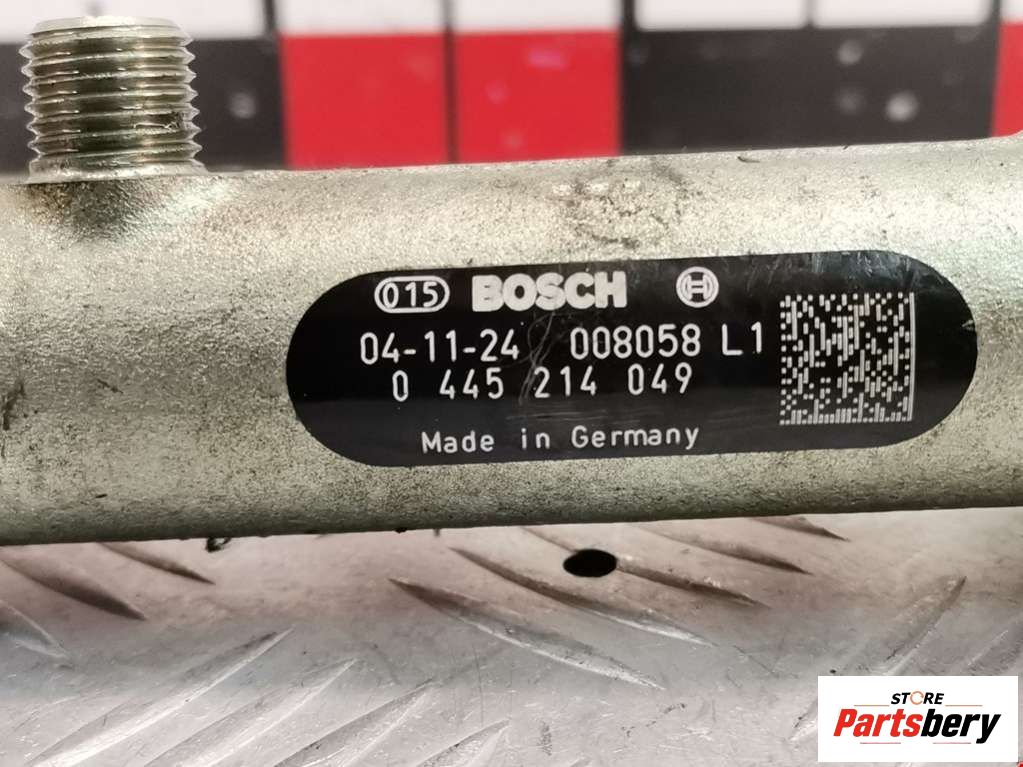 015 BOSCH
04-11-24 008058 L1
0 445 214 049
Made in Germany
STORE
Partsbery